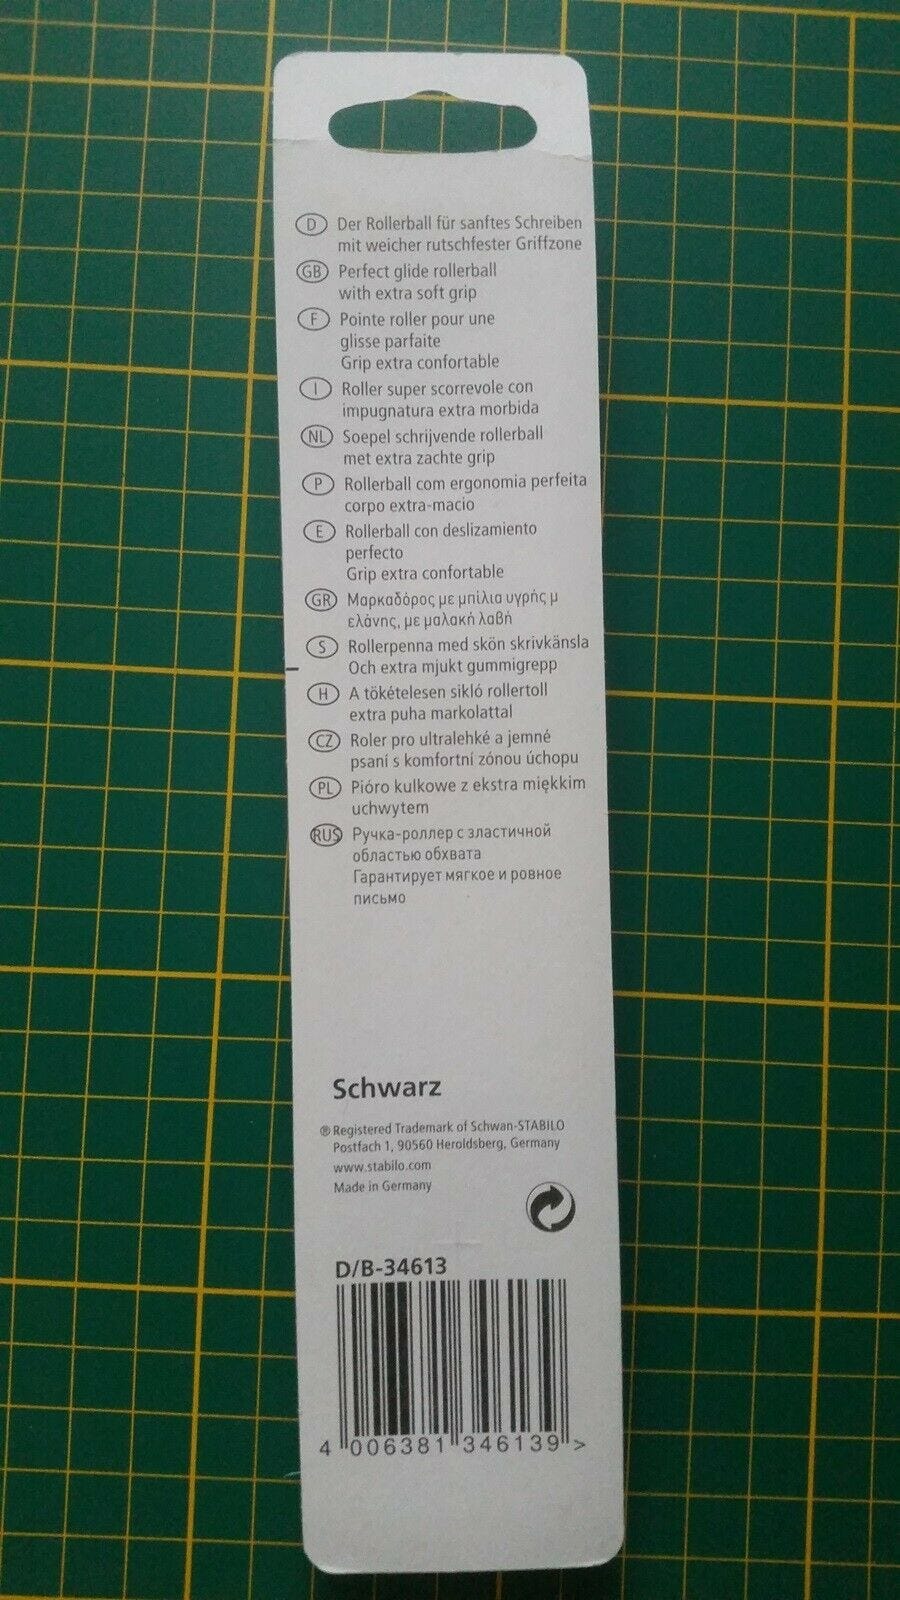 D Der Rollerball für sanftes Schreiben
mit weicher rutschfester Griffzone
GB Perfect glide rollerball
with extra soft grip
F Pointe roller pour une
glisse parfaite
Grip extra confortable
I Roller super scorrevole con
impugnatura extra morbida
NL Soepel schrijvende rollerball
met extra zachte grip
P Rollerball com ergonomia perfeita
corpo extra-macio
E Rollerball con deslizamiento
perfecto
Grip extra confortable
GR Μαρκαδόρος με μπίλια υγρής μ
ελάνης, με μαλακή λαβή
S Rollerpenna med skön skrivkänsla
Och extra mjukt gummigrepp
H A tökételesen sikló rollertoll
extra puha markolattal
CZ Roler pro ultralehké a jemné
psaní s komfortní zónou úchopu
PL Pióro kulkowe z ekstra miękkim
uchwytem
RUS Ручка-роллер с зластичной
областью обхвата
Гарантирует мягкое и ровное
письмо
Schwarz
® Registered Trademark of Schwan-STABILO
Postfach 1, 90560 Heroldsberg, Germany
www.stabilo.com
Made in Germany
D/B-34613
4 006381 346139 >